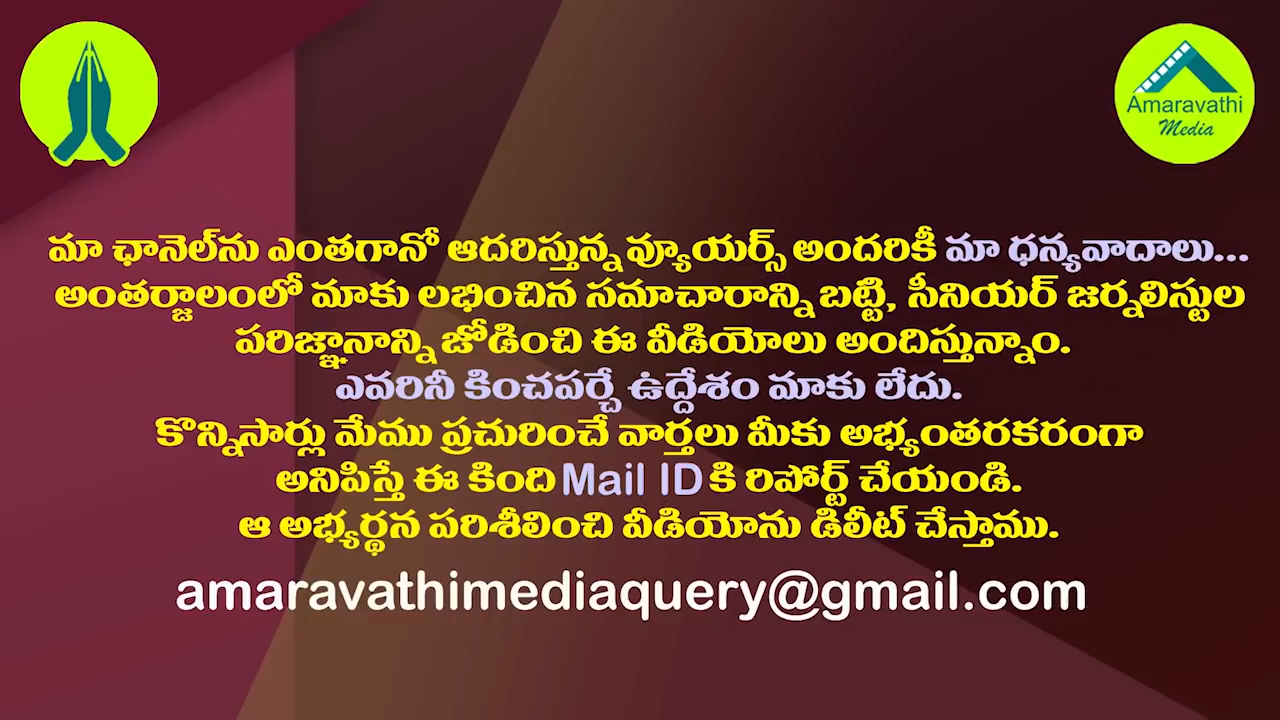 Amaravathi
Media
మా ఛానెల్‌ను ఎంతగానో ఆదరిస్తున్న వ్యూయర్స్ అందరికీ మా ధన్యవాదాలు...
అంతర్జాలంలో మాకు లభించిన సమాచారాన్ని బట్టి, సీనియర్ జర్నలిస్టుల
పరిజ్ఞానాన్ని జోడించి ఈ వీడియోలు అందిస్తున్నాం.
ఎవరినీ కించపర్చే ఉద్దేశం మాకు లేదు.
కొన్నిసార్లు మేము ప్రచురించే వార్తలు మీకు అభ్యంతరకరంగా
అనిపిస్తే ఈ కింది Mail ID కి రిపోర్ట్ చేయండి.
ఆ అభ్యర్థన పరిశీలించి వీడియోను డిలీట్ చేస్తాము.
amaravathimediaquery@gmail.com